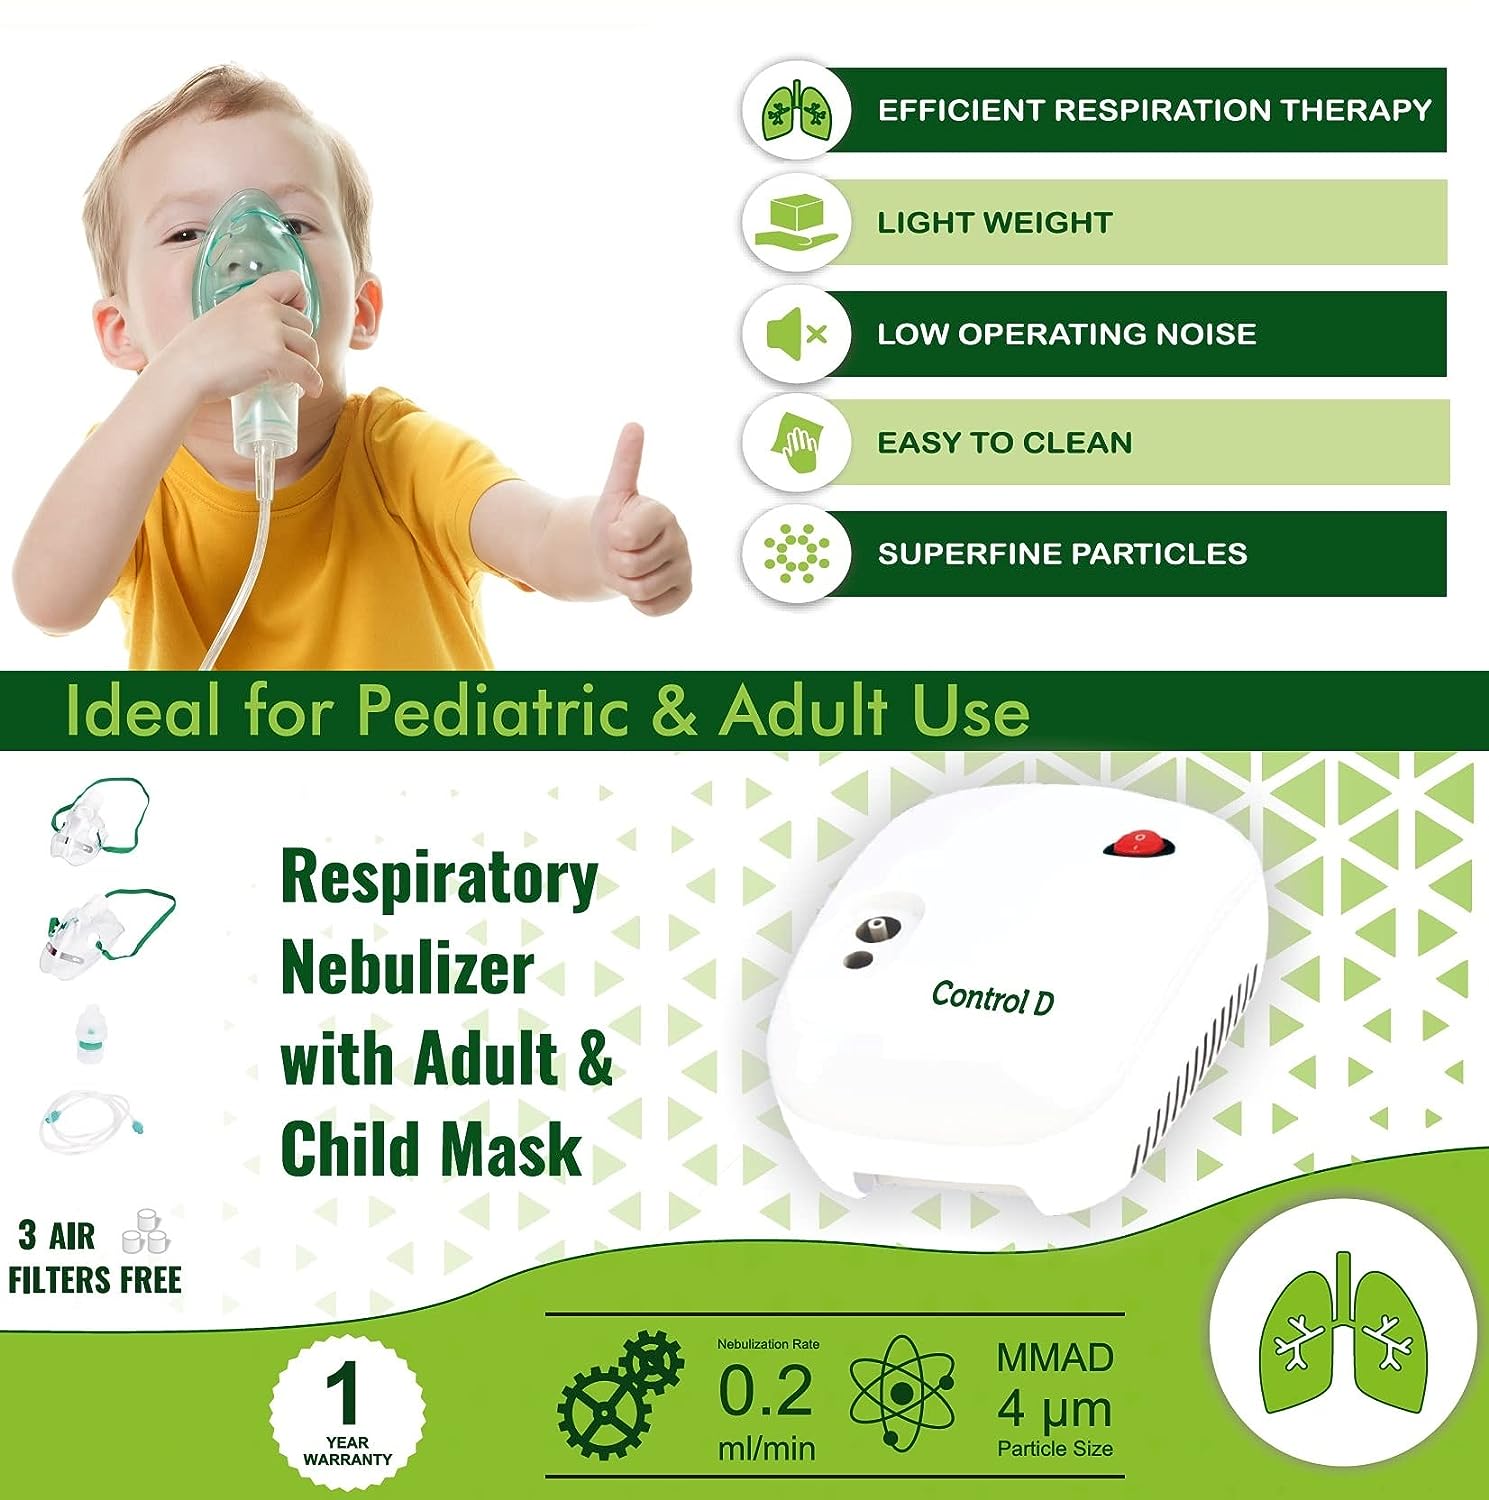 EFFICIENT RESPIRATION THERAPY
LIGHT WEIGHT
LOW OPERATING NOISE
EASY TO CLEAN
SUPERFINE PARTICLES
Ideal for Pediatric & Adult Use
Respiratory
Nebulizer
with Adult &
Child Mask
Control D
3 AIR
FILTERS FREE
1
YEAR
WARRANTY
Nebulization Rate
0.2
ml/min
MMAD
4 µm
Particle Size